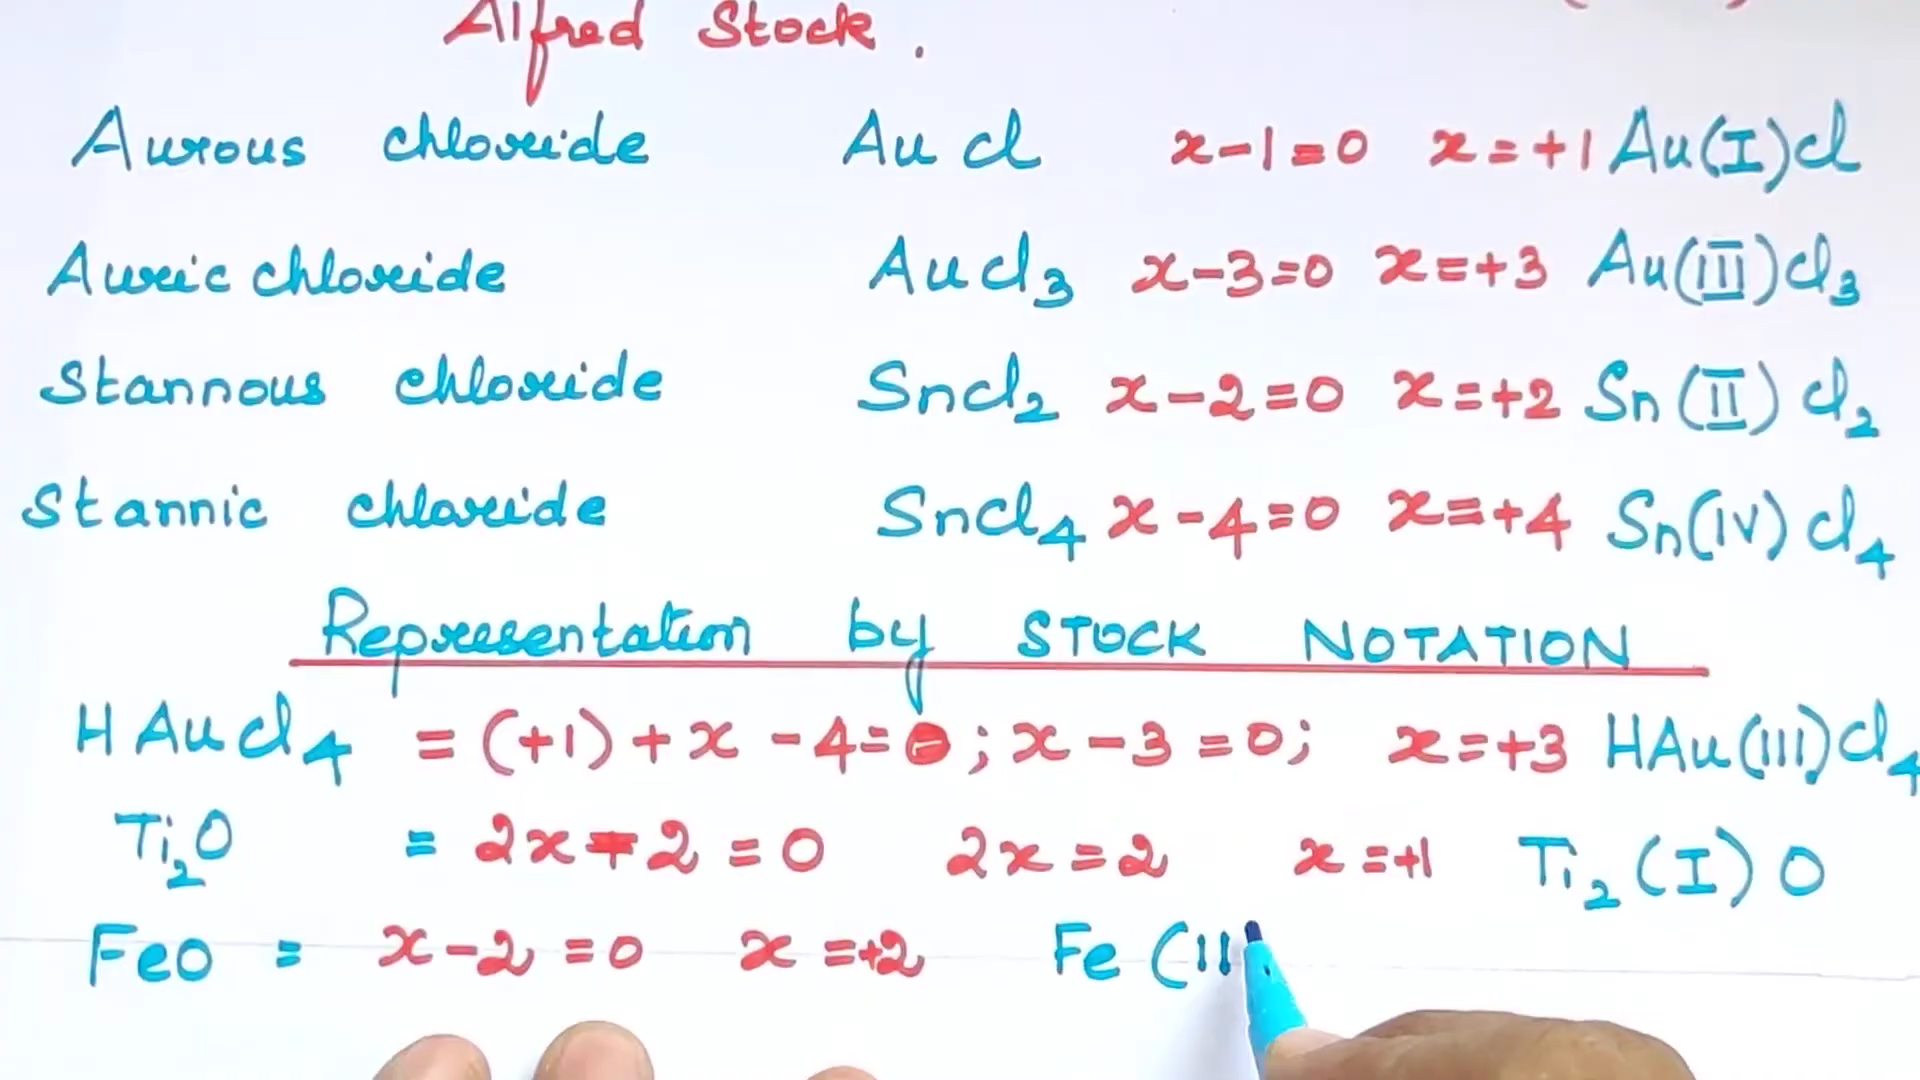 Alfred Stock.
Aurous chloride AuCl x-1=0 x=+1 Au(I)Cl
Auric chloride AuCl₃ x-3=0 x=+3 Au(III)Cl₃
Stannous chloride SnCl₂ x-2=0 x=+2 Sn(II)Cl₂
Stannic chloride SnCl₄ x-4=0 x=+4 Sn(IV)Cl₄
Representation by STOCK NOTATION
HAuCl₄ = (+1)+x-4=0; x-3=0; x=+3 HAu(III)Cl₄
Ti₂O = 2x-2=0 2x=2 x=+1 Ti₂(I)O
FeO = x-2=0 x=+2 Fe(II